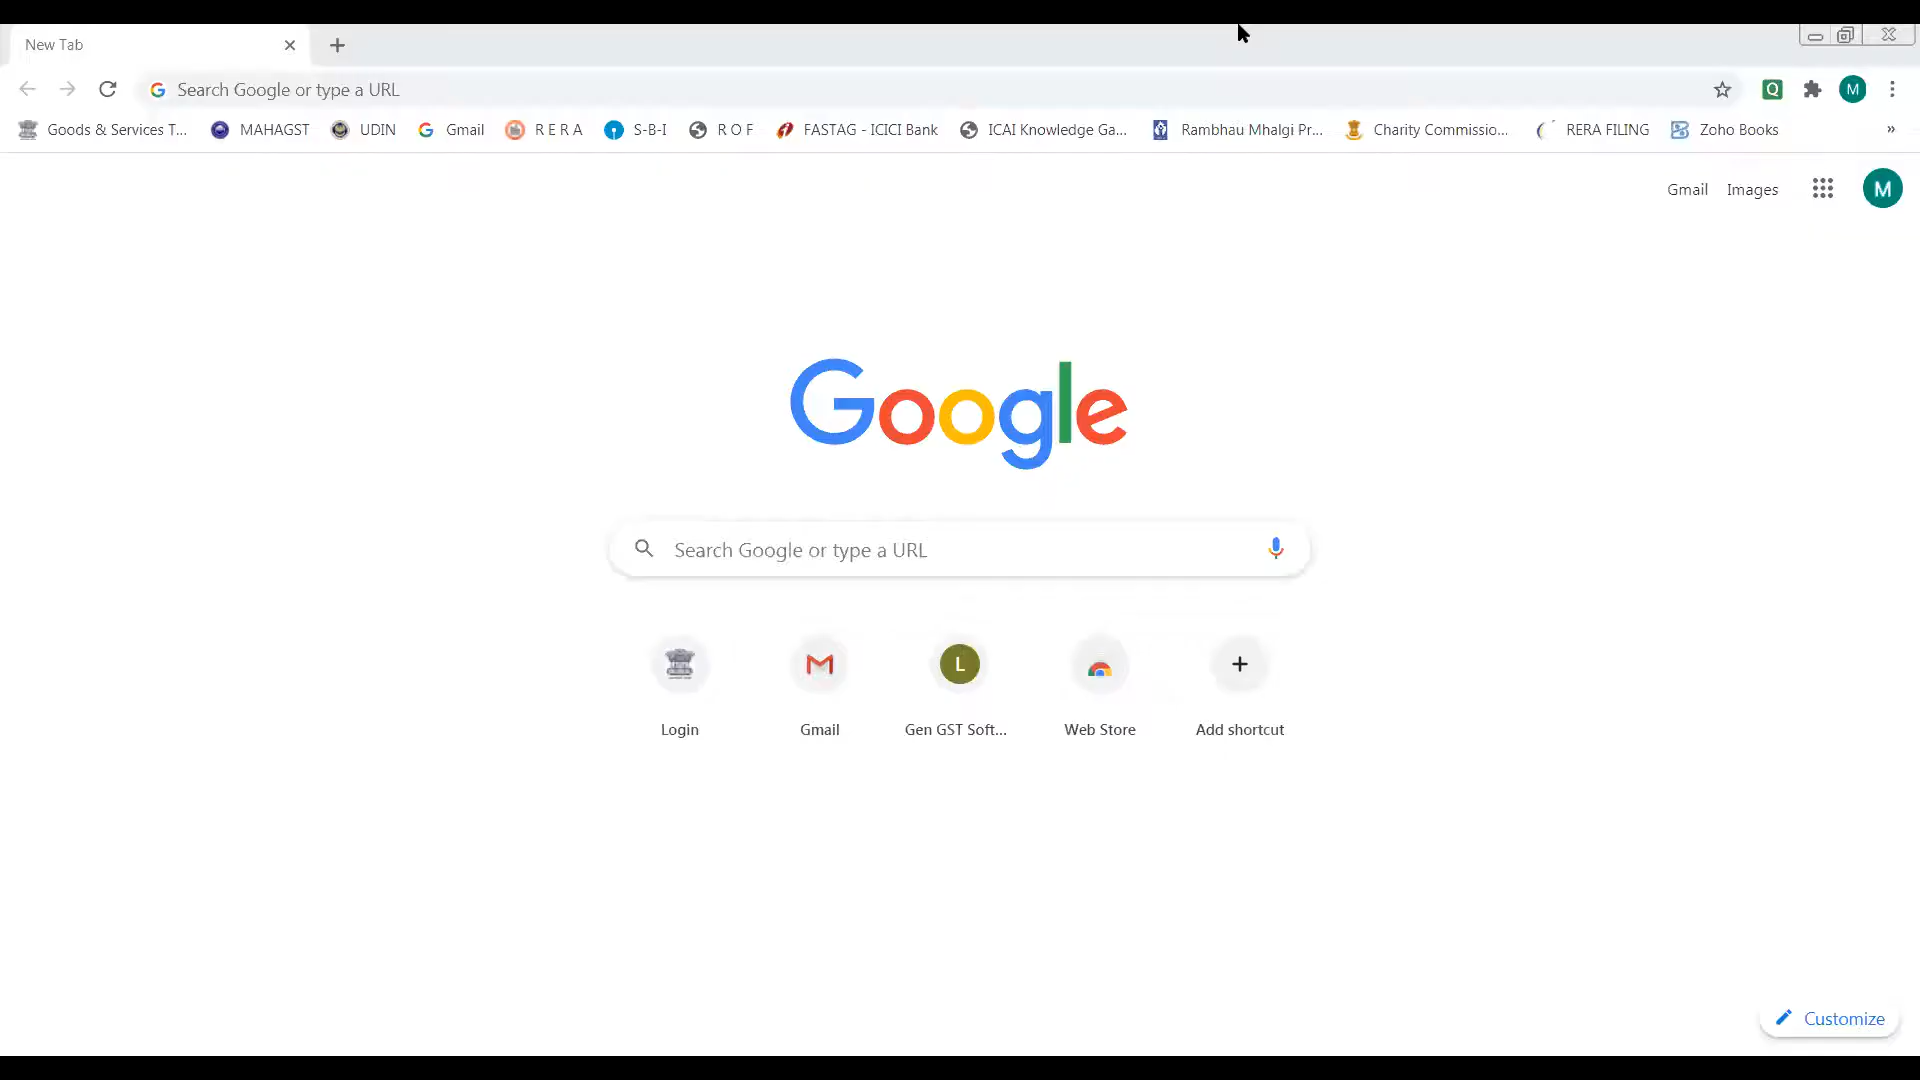 New Tab
Search Google or type a URL
Q
M
Goods & Services T... MAHAGST UDIN Gmail R E R A S-B-I R O F FASTAG - ICICI Bank ICAI Knowledge Ga... Rambhau Mhalgi Pr... Charity Commissio... RERA FILING Zoho Books »
Gmail Images M
Google
Search Google or type a URL
L
Login Gmail Gen GST Soft... Web Store Add shortcut
Customize